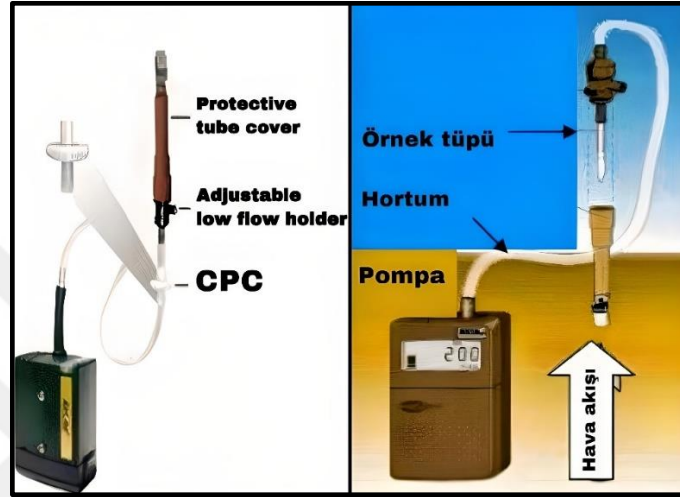 Protective
tube cover
Adjustable
low flow holder
CPC
Örnek tüpü
Hortum
Pompa
200
Hava akışı